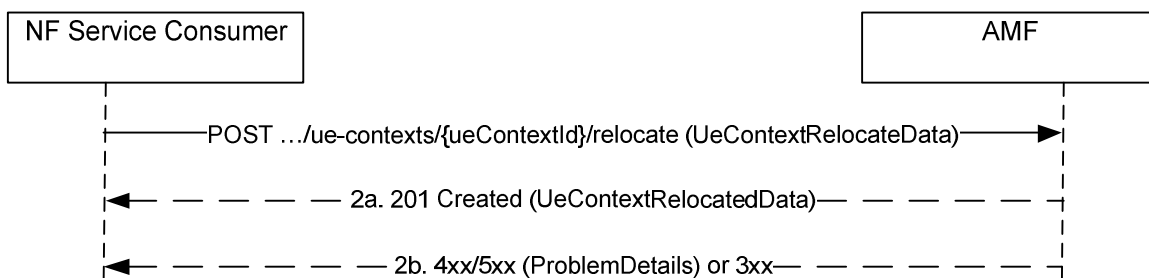 NF Service Consumer
AMF
POST …/ue-contexts/{ueContextId}/relocate (UeContextRelocateData)
2a. 201 Created (UeContextRelocatedData)
2b. 4xx/5xx (ProblemDetails) or 3xx